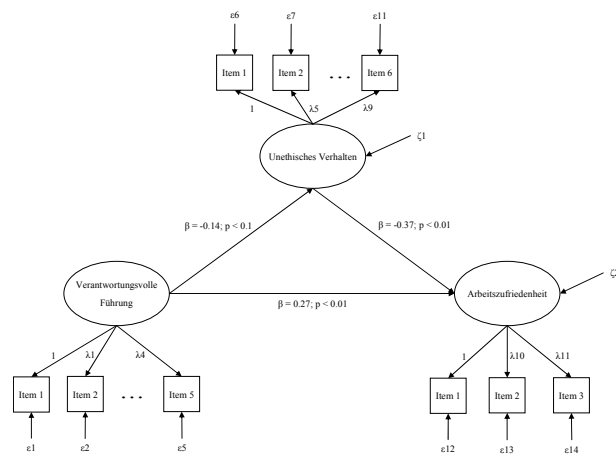 ε6
ε7
ε11
Item 1
Item 2
...
Item 6
1
λ5
λ9
ζ1
Unethisches Verhalten
β = -0.14; p < 0.1
β = -0.37; p < 0.01
Verantwortungsvolle
Führung
Arbeitszufriedenheit
β = 0.27; p < 0.01
1
λ1
λ4
1
λ10
λ11
Item 1
Item 2
...
Item 5
Item 1
Item 2
Item 3
ε1
ε2
ε5
ε12
ε13
ε14